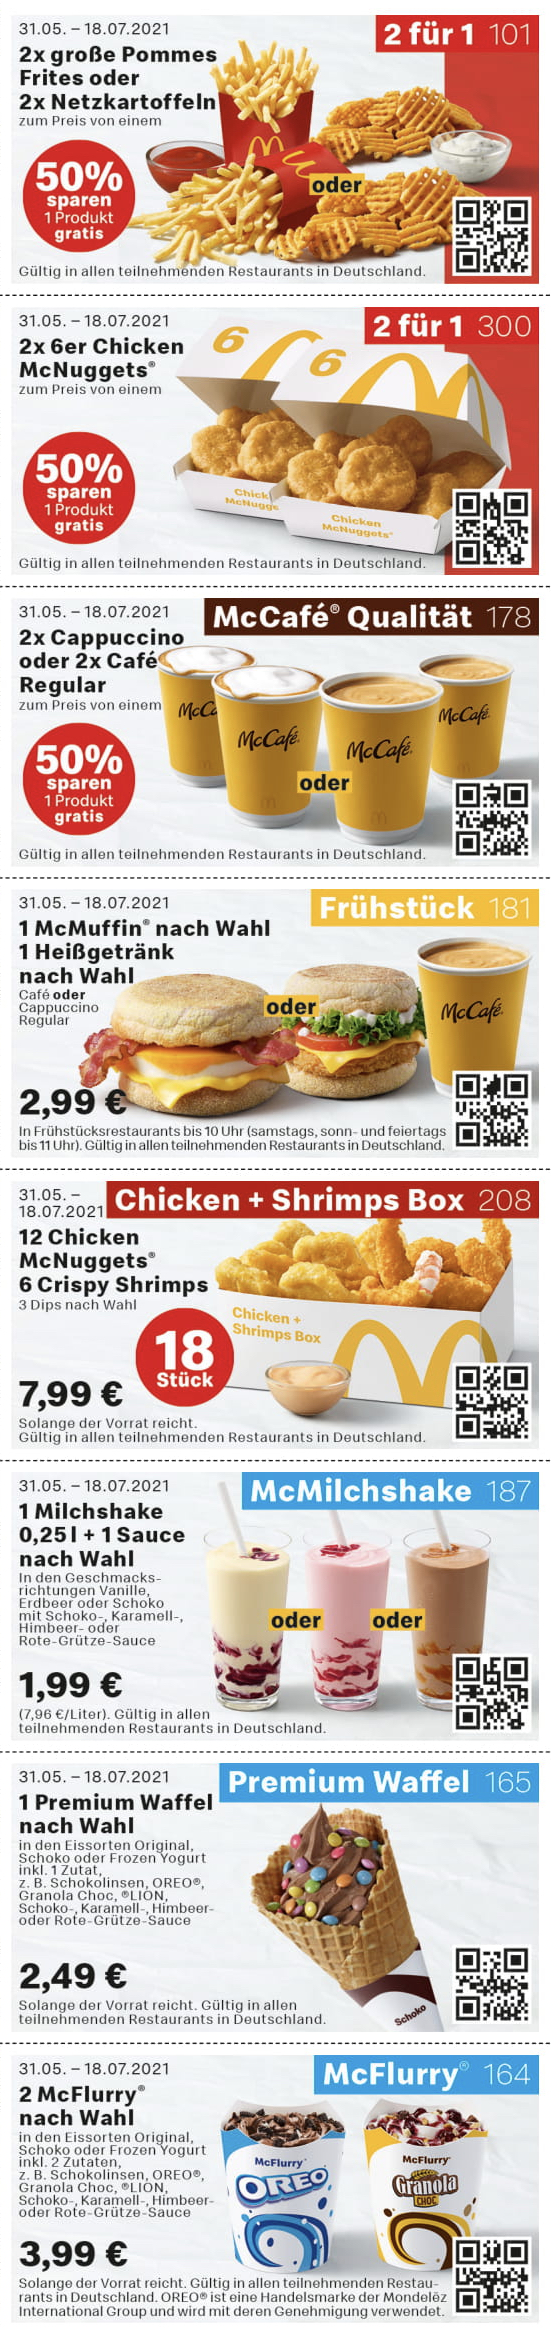 31.05. – 18.07.2021
2 für 1 101
2x große Pommes
Frites oder
2x Netzkartoffeln
zum Preis von einem
50%
sparen
1 Produkt
gratis
oder
Gültig in allen teilnehmenden Restaurants in Deutschland.
31.05. – 18.07.2021
2 für 1 300
2x 6er Chicken
McNuggets®
zum Preis von einem
6
6
50%
sparen
1 Produkt
gratis
Chick
McNugge
Chicken
McNuggets®
Gültig in allen teilnehmenden Restaurants in Deutschland.
31.05. – 18.07.2021
McCafé® Qualität 178
2x Cappuccino
oder 2x Café
Regular
zum Preis von einem
McCa
McCafé.
McCafé.
McCafé.
50%
sparen
1 Produkt
gratis
oder
Gültig in allen teilnehmenden Restaurants in Deutschland.
31.05. – 18.07.2021
Frühstück 181
1 McMuffin® nach Wahl
1 Heißgetränk
nach Wahl
Café oder
Cappuccino
Regular
oder
McCafé.
2,99 €
In Frühstücksrestaurants bis 10 Uhr (samstags, sonn- und feiertags
bis 11 Uhr). Gültig in allen teilnehmenden Restaurants in Deutschland.
31.05. –
18.07.2021
Chicken + Shrimps Box 208
12 Chicken
McNuggets®
6 Crispy Shrimps
3 Dips nach Wahl
Chicken +
Shrimps Box
18
Stück
7,99 €
Solange der Vorrat reicht.
Gültig in allen teilnehmenden Restaurants in Deutschland.
31.05. – 18.07.2021
McMilchshake 187
1 Milchshake
0,25 l + 1 Sauce
nach Wahl
In den Geschmacks-
richtungen Vanille,
Erdbeer oder Schoko
mit Schoko-, Karamell-,
Himbeer- oder
Rote-Grütze-Sauce
oder
oder
1,99 €
(7,96 €/Liter). Gültig in allen
teilnehmenden Restaurants in Deutschland.
31.05. – 18.07.2021
Premium Waffel 165
1 Premium Waffel
nach Wahl
in den Eissorten Original,
Schoko oder Frozen Yogurt
inkl. 1 Zutat,
z. B. Schokolinsen, OREO®,
Granola Choc, ®LION,
Schoko-, Karamell-, Himbeer-
oder Rote-Grütze-Sauce
2,49 €
Schoko
Solange der Vorrat reicht. Gültig in allen
teilnehmenden Restaurants in Deutschland.
31.05. – 18.07.2021
McFlurry® 164
2 McFlurry®
nach Wahl
in den Eissorten Original,
Schoko oder Frozen Yogurt
inkl. 2 Zutaten,
z. B. Schokolinsen, OREO®,
Granola Choc, ®LION,
Schoko-, Karamell-, Himbeer-
oder Rote-Grütze-Sauce
McFlurry®
OREO
McFlurry®
Granola
CHOC
3,99 €
Solange der Vorrat reicht. Gültig in allen teilnehmenden Restau-
rants in Deutschland. OREO® ist eine Handelsmarke der Mondelēz
International Group und wird mit deren Genehmigung verwendet.